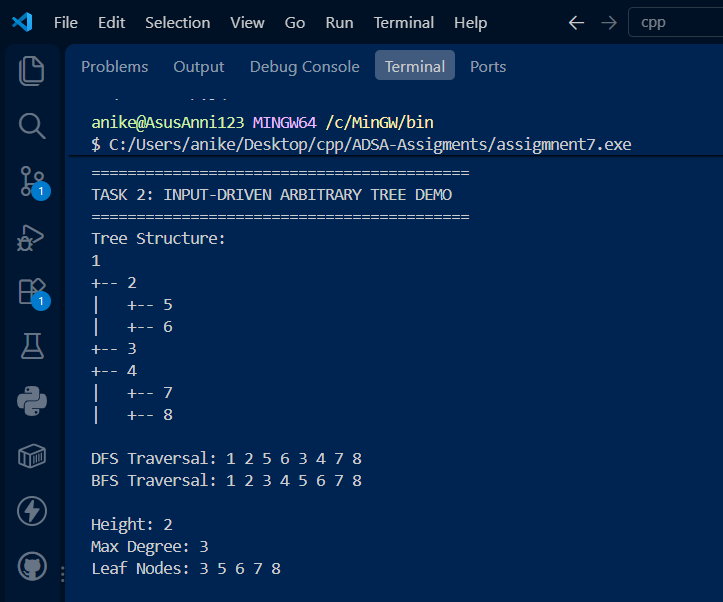 File Edit Selection View Go Run Terminal Help
cpp
Problems Output Debug Console Terminal Ports
anike@AsusAnni123 MINGW64 /c/MinGW/bin
$ C:/Users/anike/Desktop/cpp/ADSA-Assigments/assigmnent7.exe
==========================================
TASK 2: INPUT-DRIVEN ARBITRARY TREE DEMO
==========================================
Tree Structure:
1
+-- 2
|   +-- 5
|   +-- 6
+-- 3
+-- 4
|   +-- 7
|   +-- 8
DFS Traversal: 1 2 5 6 3 4 7 8
BFS Traversal: 1 2 3 4 5 6 7 8
Height: 2
Max Degree: 3
Leaf Nodes: 3 5 6 7 8
1
1